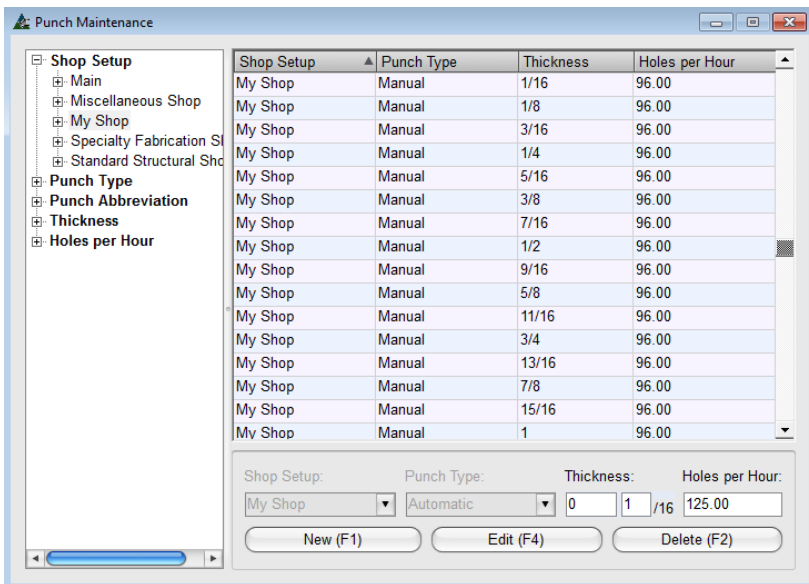 Punch Maintenance
Shop Setup
Main
Miscellaneous Shop
My Shop
Specialty Fabrication
Standard Structural
Punch Type
Punch Abbreviation
Thickness
Holes per Hour
Shop Setup Punch Type Thickness Holes per Hour
My Shop Manual 1/16 96.00
My Shop Manual 1/8 96.00
My Shop Manual 3/16 96.00
My Shop Manual 1/4 96.00
My Shop Manual 5/16 96.00
My Shop Manual 3/8 96.00
My Shop Manual 7/16 96.00
My Shop Manual 1/2 96.00
My Shop Manual 9/16 96.00
My Shop Manual 5/8 96.00
My Shop Manual 11/16 96.00
My Shop Manual 3/4 96.00
My Shop Manual 13/16 96.00
My Shop Manual 7/8 96.00
My Shop Manual 15/16 96.00
My Shop Manual 1 96.00
Shop Setup: Punch Type: Thickness: Holes per Hour:
My Shop Automatic 0 1 /16 125.00
New (F1) Edit (F4) Delete (F2)